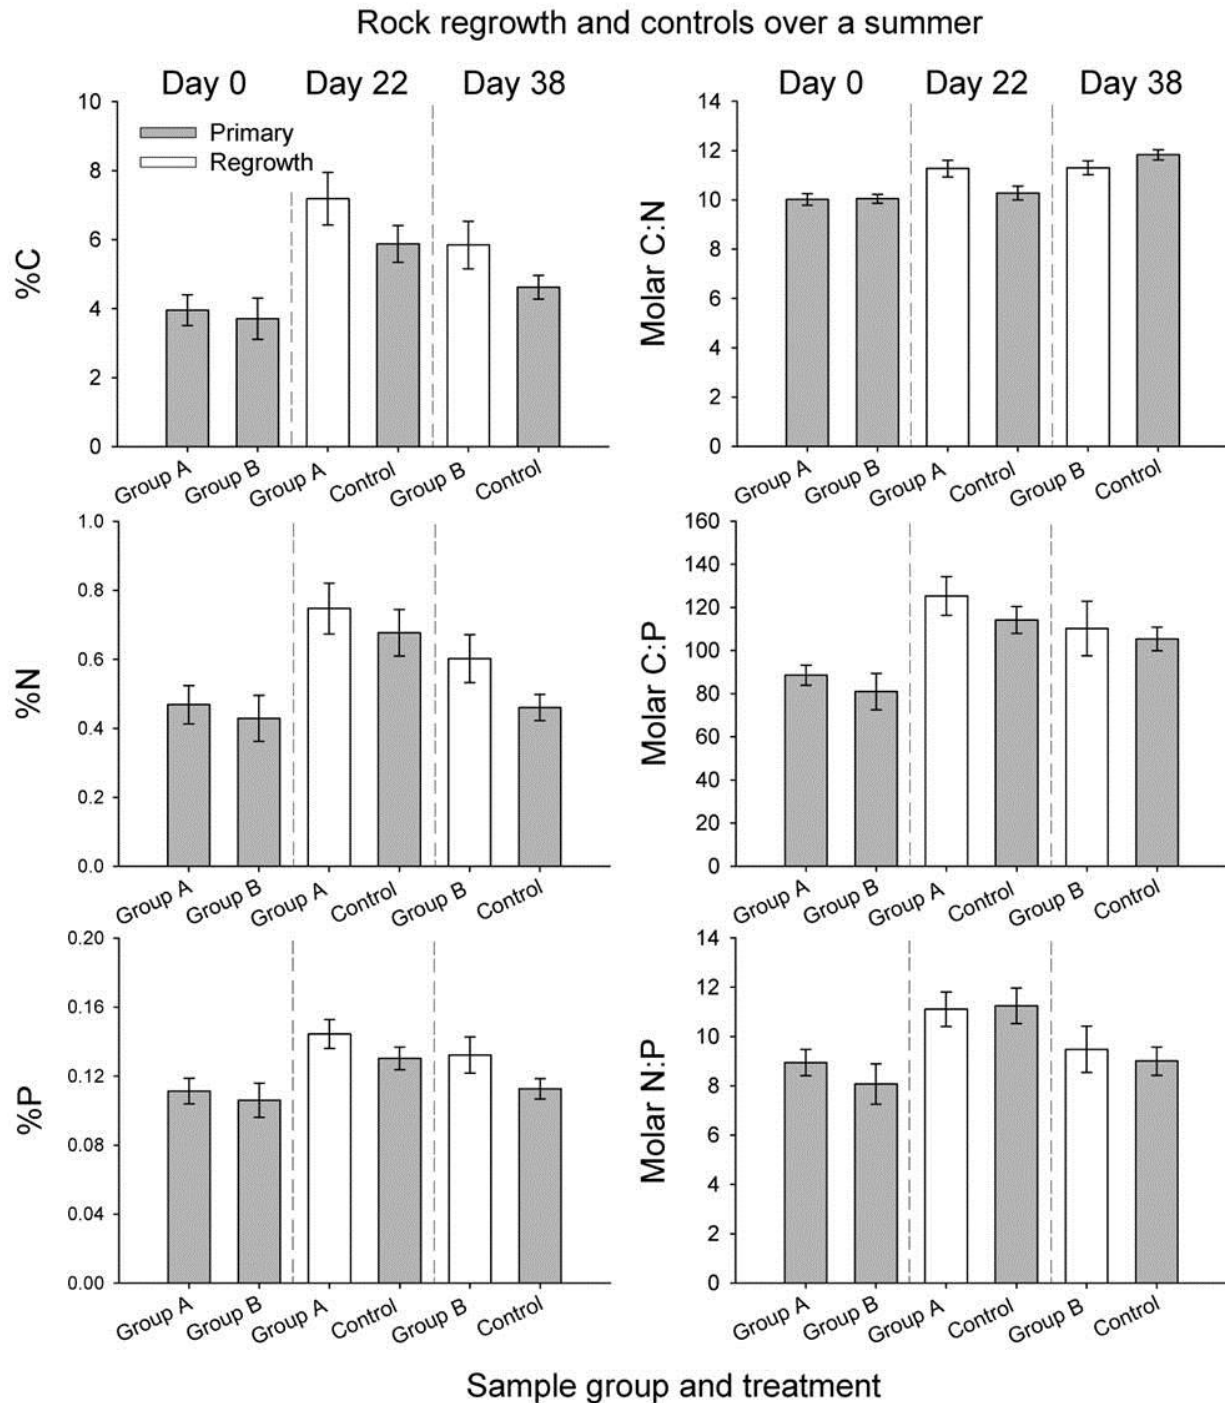 Rock regrowth and controls over a summer
Day 0 Day 22 Day 38
Day 0 Day 22 Day 38
%C
10
8
6
4
2
0
Primary
Regrowth
Group A Group B Group A Control Group B Control
Molar C:N
14
12
10
8
6
4
2
0
Group A Group B Group A Control Group B Control
%N
1.0
0.8
0.6
0.4
0.2
0.0
Group A Group B Group A Control Group B Control
Molar C:P
160
140
120
100
80
60
40
20
0
Group A Group B Group A Control Group B Control
%P
0.20
0.16
0.12
0.08
0.04
0.00
Group A Group B Group A Control Group B Control
Molar N:P
14
12
10
8
6
4
2
0
Group A Group B Group A Control Group B Control
Sample group and treatment